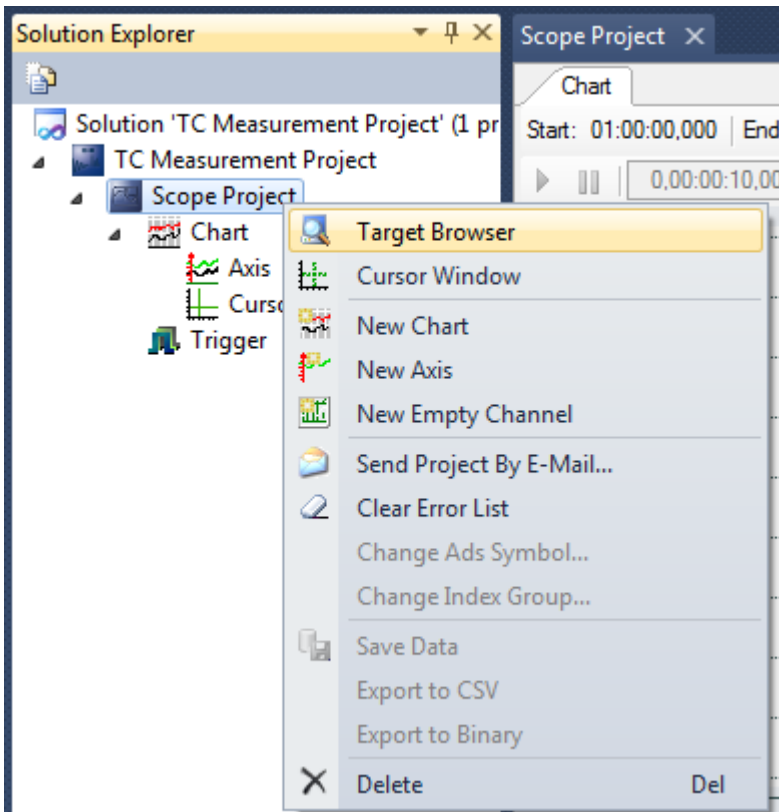 Solution Explorer
Scope Project
Chart
Solution 'TC Measurement Project' (1 pr
Start: 01:00:00,000
End
TC Measurement Project
0,00:00:10,00
Scope Project
Chart
Axis
Curso
Trigger
Target Browser
Cursor Window
New Chart
New Axis
New Empty Channel
Send Project By E-Mail...
Clear Error List
Change Ads Symbol...
Change Index Group...
Save Data
Export to CSV
Export to Binary
Delete Del